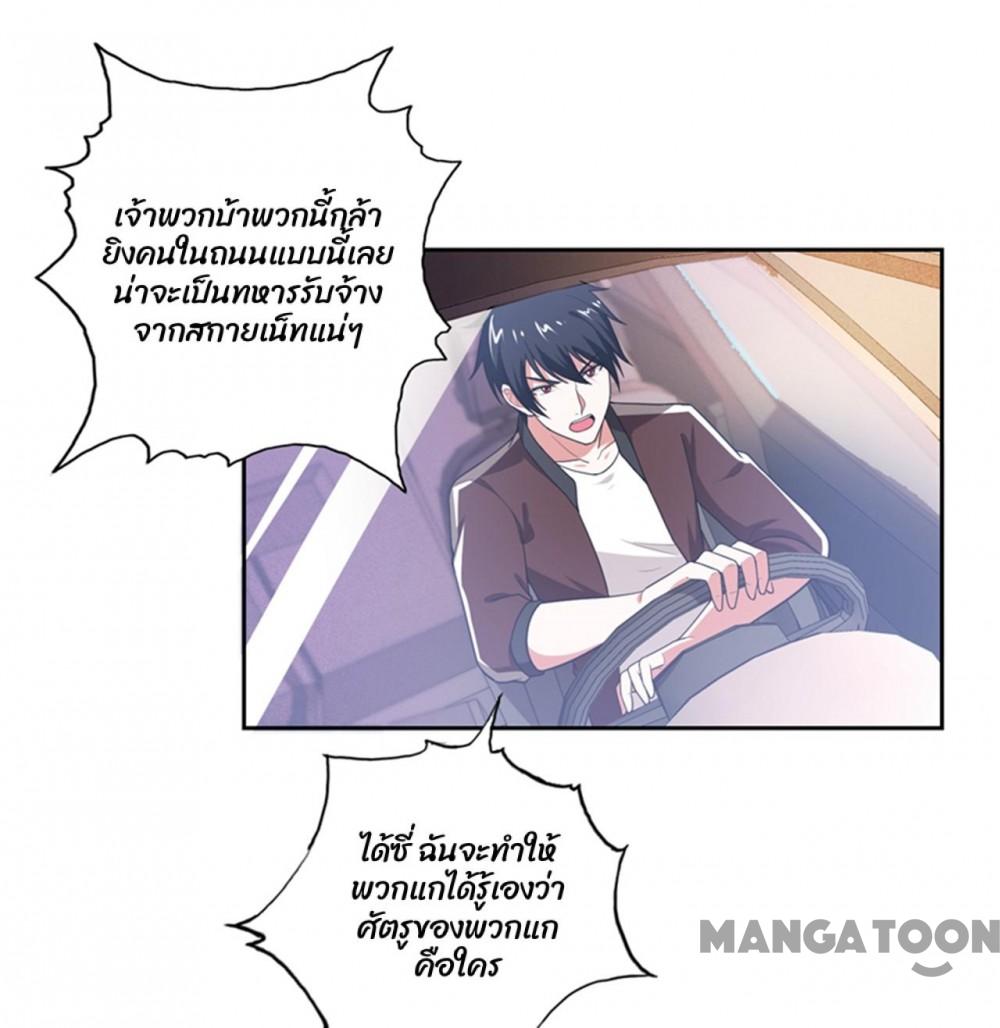 เจ้าพวกบ้าพวกนี้กล้า
ยิงคนในถนนแบบนี้เลย
น่าจะเป็นทหารรับจ้าง
จากสกายเน็ทแน่ๆ
ได้ซี่ ฉันจะทำให้
พวกแกได้รู้เองว่า
ศัตรูของพวกแก
คือใคร
MANGATOON